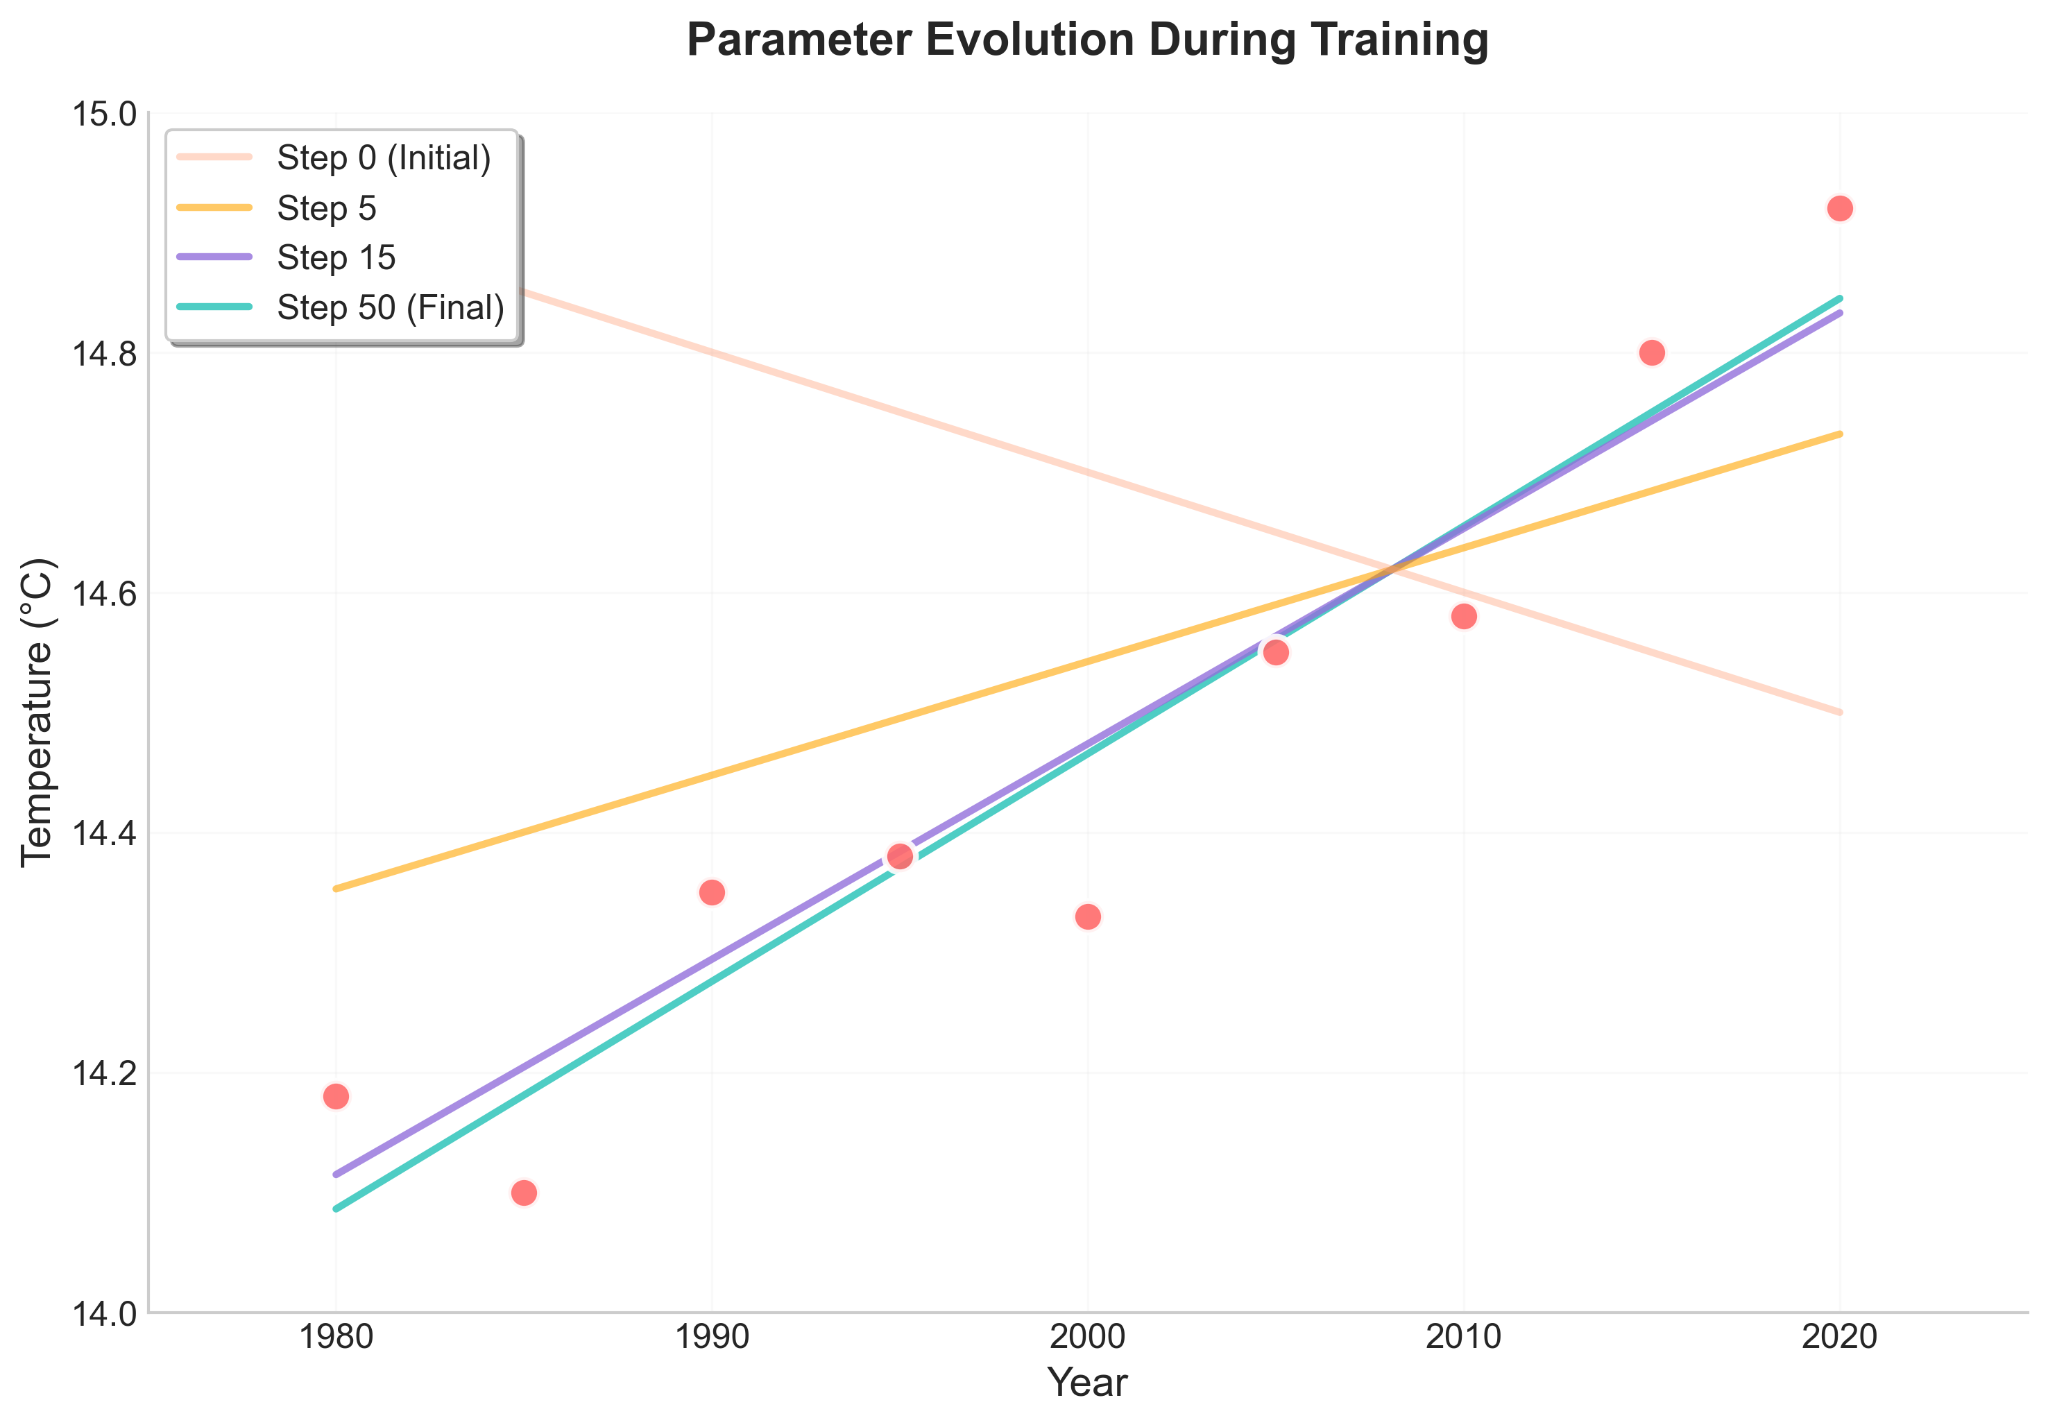 Parameter Evolution During Training
15.0
14.8
14.6
14.4
14.2
14.0
Temperature (°C)
Step 0 (Initial)
Step 5
Step 15
Step 50 (Final)
1980
1990
2000
2010
2020
Year